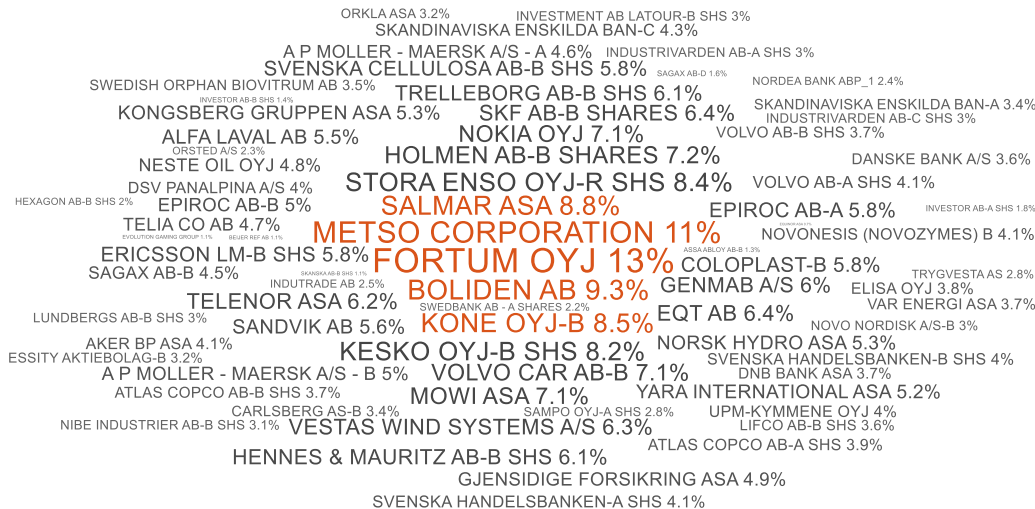 ORKLA ASA 3.2%
INVESTMENT AB LATOUR-B SHS 3%
SKANDINAVISKA ENSKILDA BAN-C 4.3%
A P MOLLER - MAERSK A/S - A 4.6%
INDUSTRIVARDEN AB-A SHS 3%
SVENSKA CELLULOSA AB-B SHS 5.8%
SAGAX AB-D 1.6%
NORDEA BANK ABP_1 2.4%
SWEDISH ORPHAN BIOVITRUM AB 3.5%
TRELLEBORG AB-B SHS 6.1%
INVESTOR AB-B SHS 1.4%
SKANDINAVISKA ENSKILDA BAN-A 3.4%
KONGSBERG GRUPPEN ASA 5.3%
SKF AB-B SHARES 6.4%
INDUSTRIVARDEN AB-C SHS 3%
ALFA LAVAL AB 5.5%
NOKIA OYJ 7.1%
VOLVO AB-B SHS 3.7%
ORSTED A/S 2.3%
HOLMEN AB-B SHARES 7.2%
DANSKE BANK A/S 3.6%
NESTE OIL OYJ 4.8%
STORA ENSO OYJ-R SHS 8.4%
VOLVO AB-A SHS 4.1%
DSV PANALPINA A/S 4%
HEXAGON AB-B SHS 2%
EPIROC AB-B 5%
SALMAR ASA 8.8%
EPIROC AB-A 5.8%
INVESTOR AB-A SHS 1.8%
TELIA CO AB 4.7%
METSO CORPORATION 11%
NOVONESIS (NOVOZYMES) B 4.1%
EVOLUTION GAMING GROUP 1.1%
BEIJER REF AB 1.1%
ERICSSON LM-B SHS 5.8%
FORTUM OYJ 13%
ASSA ABLOY AB-B 1.3%
COLOPLAST-B 5.8%
SAGAX AB-B 4.5%
SKANSKA AB-B SHS 1.1%
TRYGVESTA AS 2.8%
INDUTRADE AB 2.5%
BOLIDEN AB 9.3%
GENMAB A/S 6%
ELISA OYJ 3.8%
TELENOR ASA 6.2%
SWEDBANK AB - A SHARES 2.2%
EQT AB 6.4%
VAR ENERGI ASA 3.7%
LUNDBERGS AB-B SHS 3%
SANDVIK AB 5.6%
KONE OYJ-B 8.5%
NOVO NORDISK A/S-B 3%
AKER BP ASA 4.1%
KESKO OYJ-B SHS 8.2%
NORSK HYDRO ASA 5.3%
ESSITY AKTIEBOLAG-B 3.2%
SVENSKA HANDELSBANKEN-B SHS 4%
A P MOLLER - MAERSK A/S - B 5%
VOLVO CAR AB-B 7.1%
DNB BANK ASA 3.7%
ATLAS COPCO AB-B SHS 3.7%
MOWI ASA 7.1%
YARA INTERNATIONAL ASA 5.2%
CARLSBERG AS-B 3.4%
SAMPO OYJ-A SHS 2.8%
UPM-KYMMENE OYJ 4%
NIBE INDUSTRIER AB-B SHS 3.1%
VESTAS WIND SYSTEMS A/S 6.3%
LIFCO AB-B SHS 3.6%
ATLAS COPCO AB-A SHS 3.9%
HENNES & MAURITZ AB-B SHS 6.1%
GJENSIDIGE FORSIKRING ASA 4.9%
SVENSKA HANDELSBANKEN-A SHS 4.1%